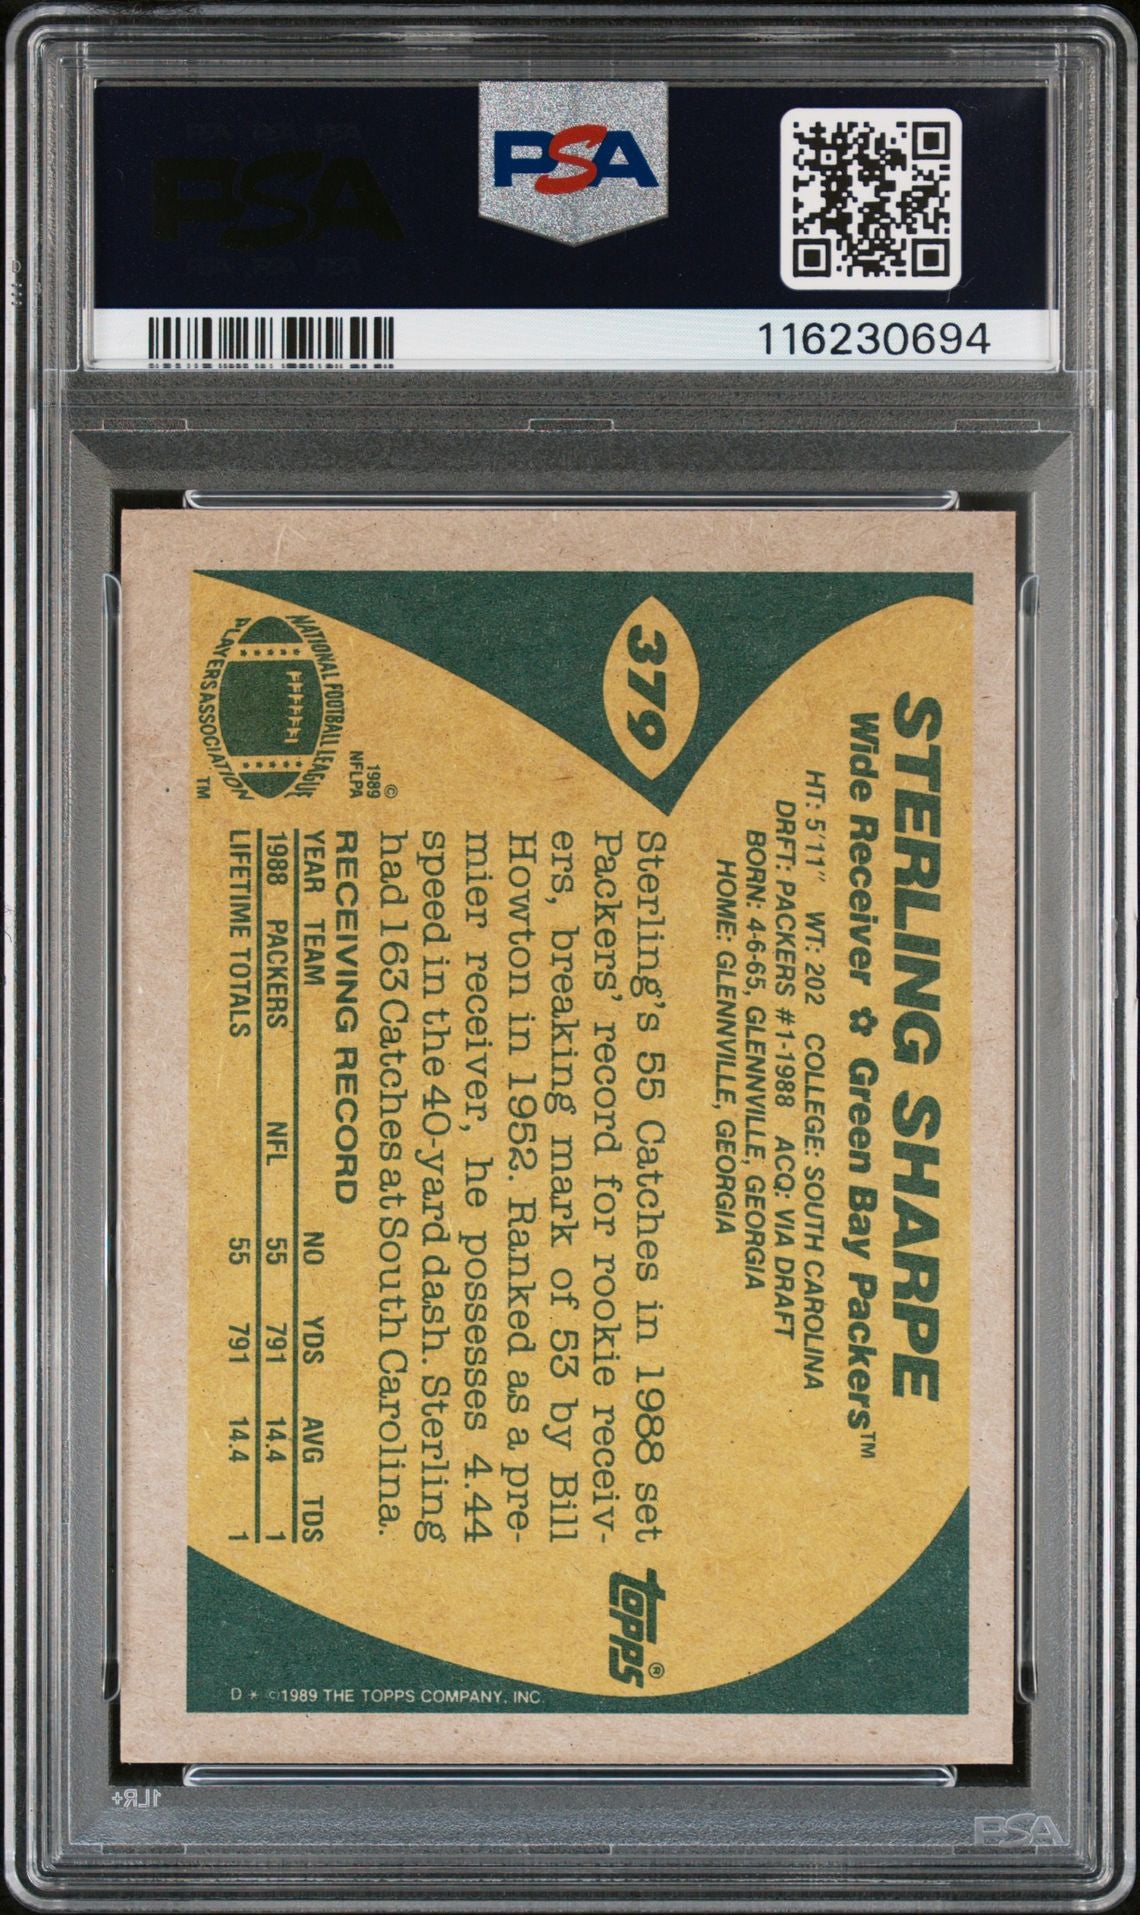 PSA
PSA
116230694
379
STERLING SHARPE
Wide Receiver ✿ Green Bay Packers™
HT: 5'11" WT: 202 COLLEGE: SOUTH CAROLINA
DRFT: PACKERS #1-1988 ACQ: VIA DRAFT
BORN: 4-6-65, GLENNVILLE, GEORGIA
HOME: GLENNVILLE, GEORGIA
Sterling's 55 Catches in 1988 set
Packers' record for rookie receiv-
ers, breaking mark of 53 by Bill
Howton in 1952. Ranked as a pre-
mier receiver, he possesses 4.44
speed in the 40-yard dash. Sterling
had 163 Catches at South Carolina.
topps®
©
1989
NFLPA
NATIONAL FOOTBALL LEAGUE
PLAYERS ASSOCIATION
TM
RECEIVING RECORD
YEAR TEAM NO YDS AVG TDS
1988 PACKERS NFL 55 791 14.4 1
LIFETIME TOTALS 55 791 14.4 1
D * ©1989 THE TOPPS COMPANY, INC.
1LR+
PSA